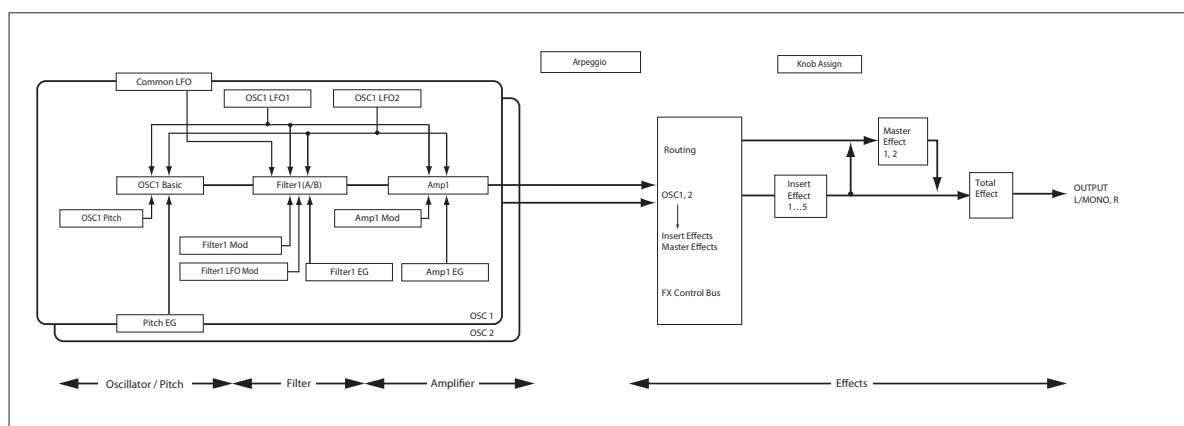 Arpeggio
Knob Assign
Common LFO
OSC1 LFO1
OSC1 LFO2
OSC1 Basic
Filter1(A/B)
Amp1
OSC1 Pitch
Amp1 Mod
Filter1 Mod
Filter1 LFO Mod
Filter1 EG
Amp1 EG
Pitch EG
OSC 1
OSC 2
Routing
OSC1, 2
Insert Effects
Master Effects
FX Control Bus
Insert
Effect
1...5
Master
Effect
1, 2
Total
Effect
OUTPUT
L/MONO, R
Oscillator / Pitch
Filter
Amplifier
Effects